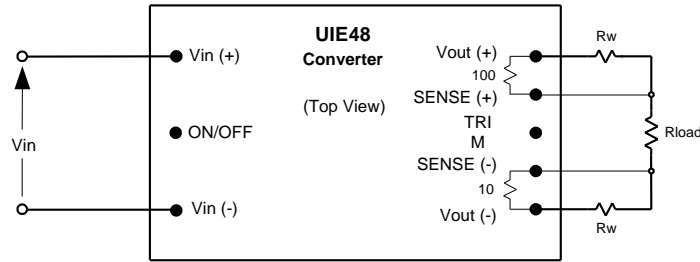 UIE48
Converter
(Top View)
Vin (+)
ON/OFF
Vin (-)
Vin
Vout (+)
100
SENSE (+)
TRI
M
SENSE (-)
10
Vout (-)
Rw
Rload
Rw